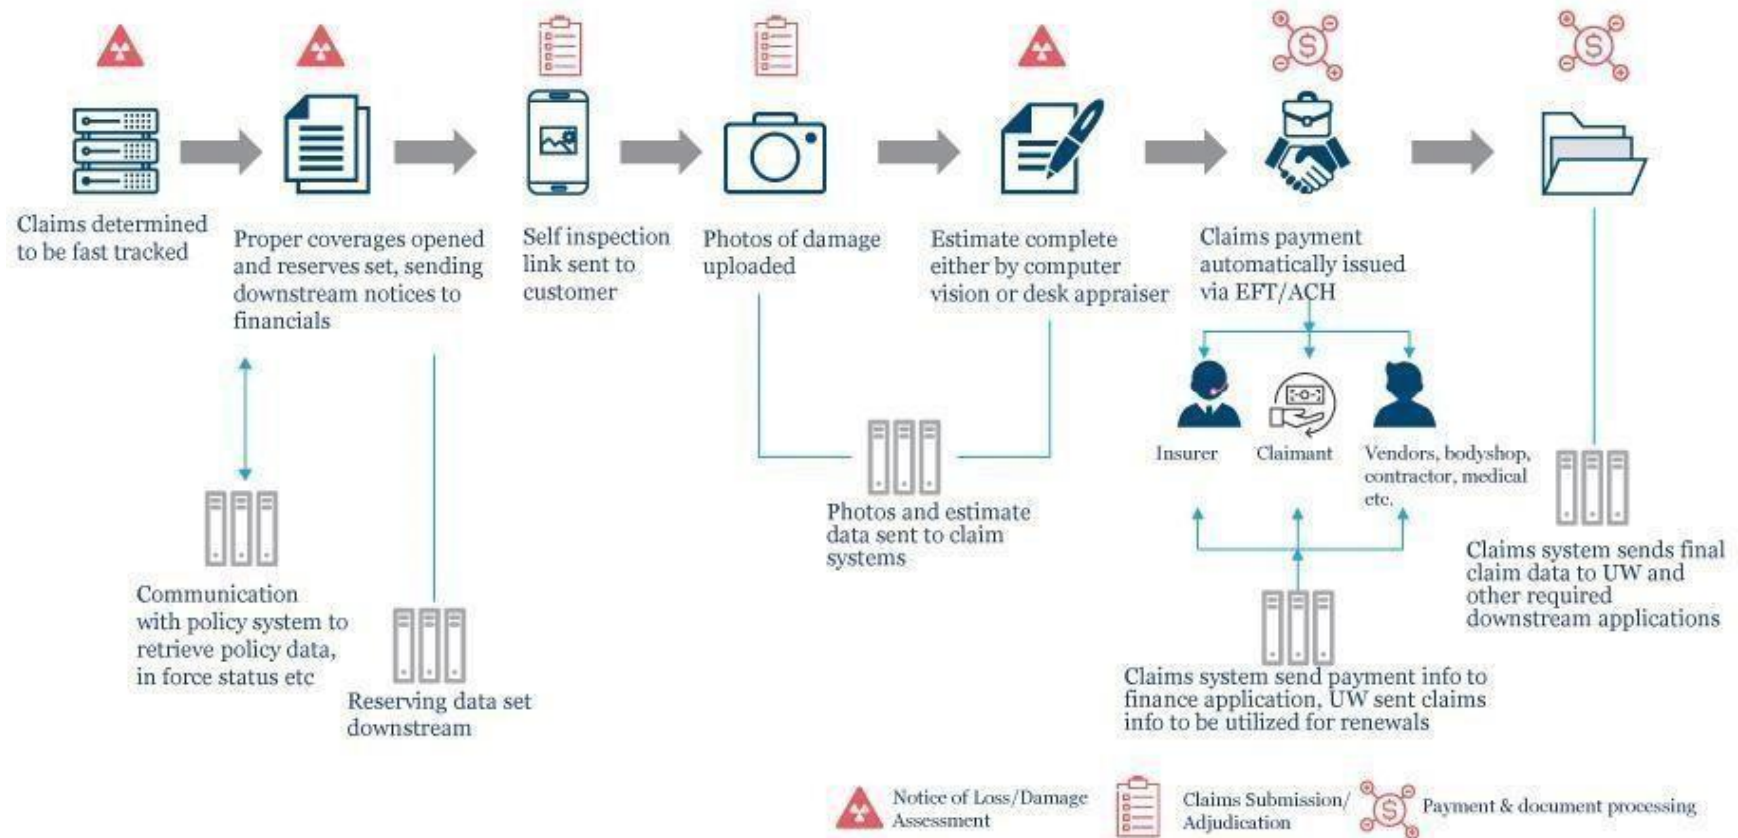 Claims determined
to be fast tracked
Proper coverages opened
and reserves set, sending
downstream notices to
financials
Self inspection
link sent to
customer
Photos of damage
uploaded
Estimate complete
either by computer
vision or desk appraiser
Claims payment
automatically issued
via EFT/ACH
Insurer
Claimant
Vendors, bodyshop,
contractor, medical
etc.
Communication
with policy system to
retrieve policy data,
in force status etc
Reserving data set
downstream
Photos and estimate
data sent to claim
systems
Claims system send payment info to
finance application, UW sent claims
info to be utilized for renewals
Claims system sends final
claim data to UW and
other required
downstream applications
Notice of Loss/Damage
Assessment
Claims Submission/
Adjudication
Payment & document processing